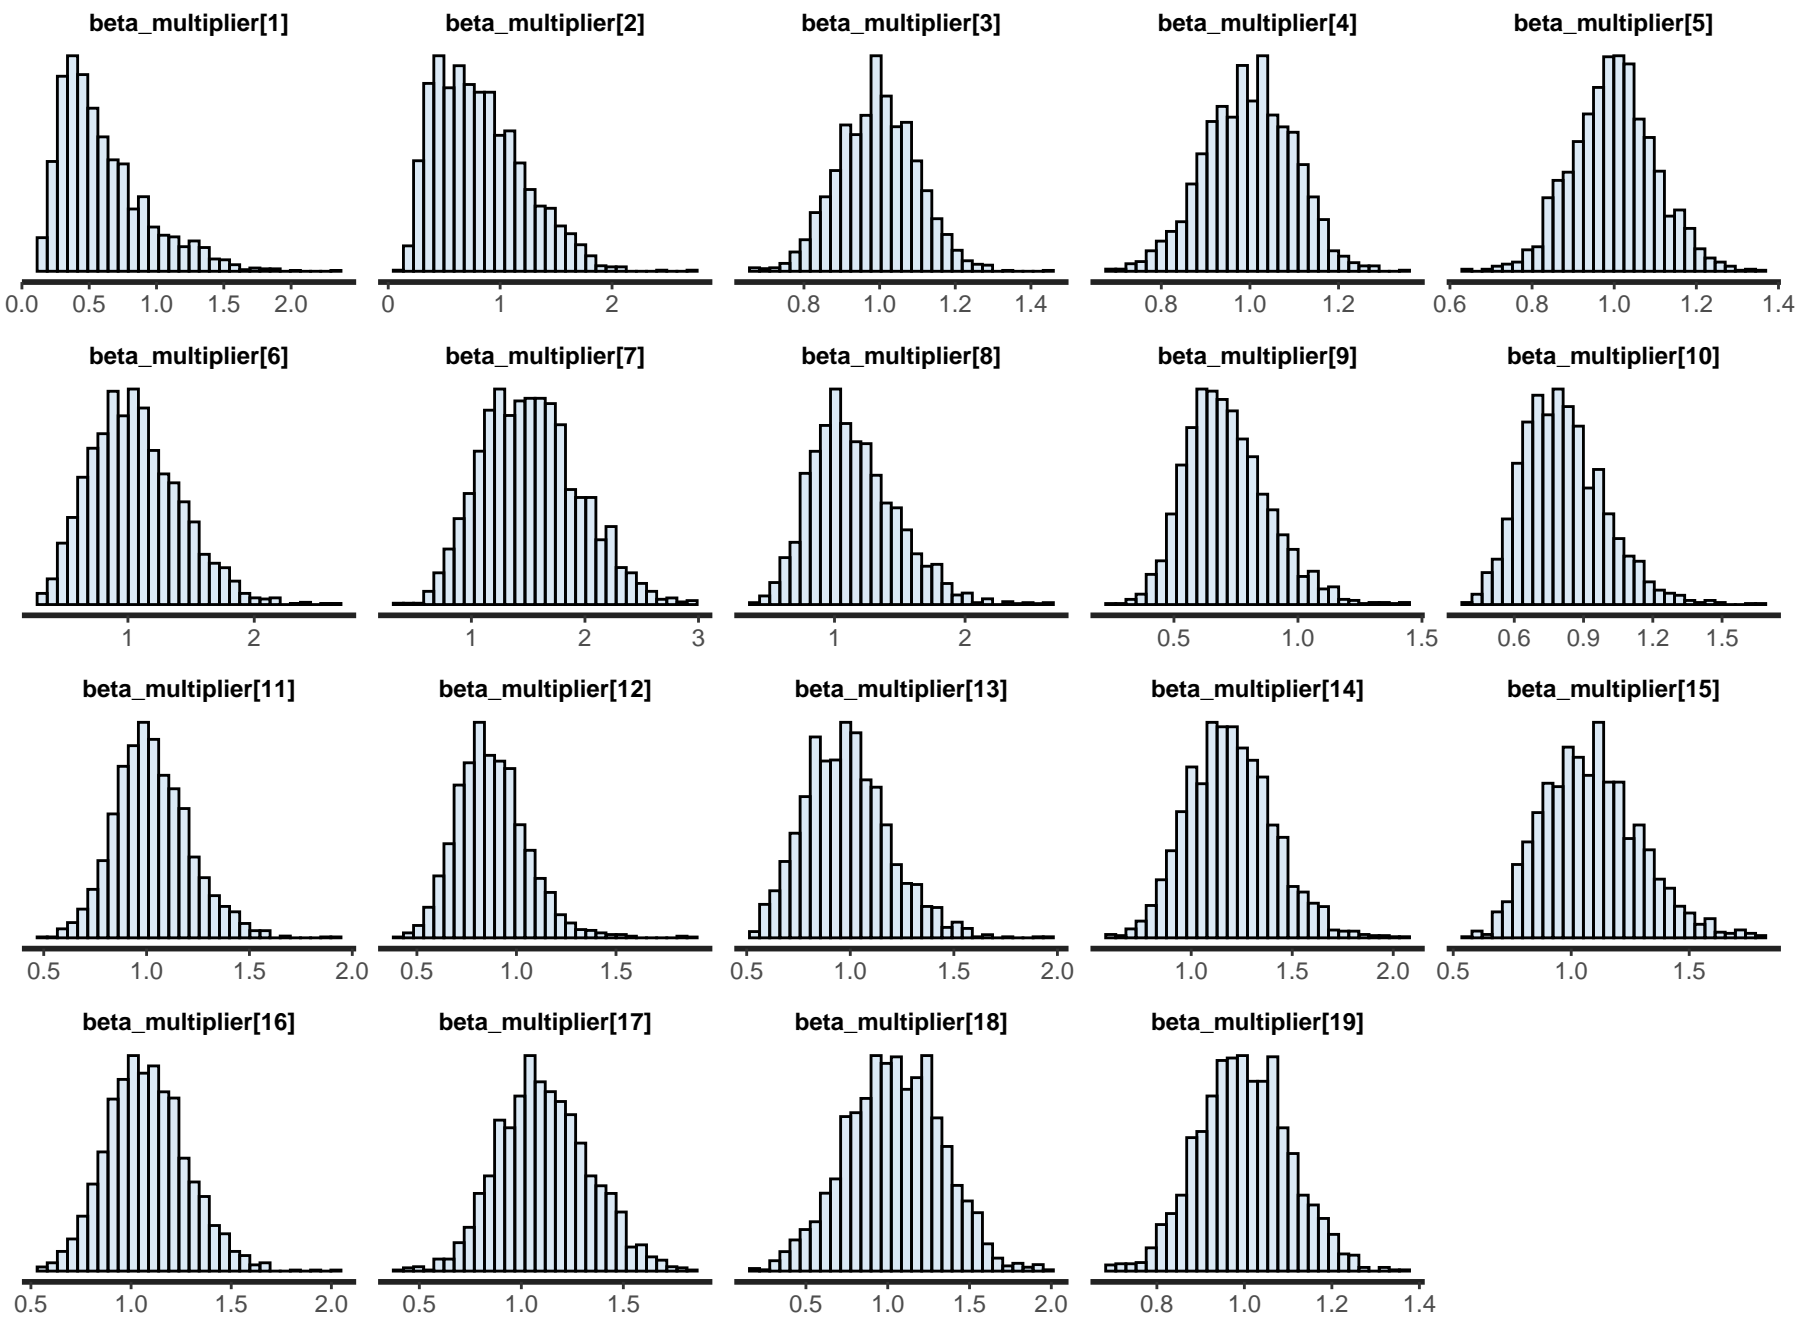 beta_multiplier[1] beta_multiplier[2] beta_multiplier[3] beta_multiplier[4] beta_multiplier[5]
0.0 0.5 1.0 1.5 2.0 0 1 2 0.8 1.0 1.2 1.4 0.8 1.0 1.2 0.6 0.8 1.0 1.2 1.4
beta_multiplier[6] beta_multiplier[7] beta_multiplier[8] beta_multiplier[9] beta_multiplier[10]
1 2 1 2 3 1 2 0.5 1.0 1.5 0.6 0.9 1.2 1.5
beta_multiplier[11] beta_multiplier[12] beta_multiplier[13] beta_multiplier[14] beta_multiplier[15]
0.5 1.0 1.5 2.0 0.5 1.0 1.5 0.5 1.0 1.5 2.0 1.0 1.5 2.0 0.5 1.0 1.5
beta_multiplier[16] beta_multiplier[17] beta_multiplier[18] beta_multiplier[19]
0.5 1.0 1.5 2.0 0.5 1.0 1.5 0.5 1.0 1.5 2.0 0.8 1.0 1.2 1.4